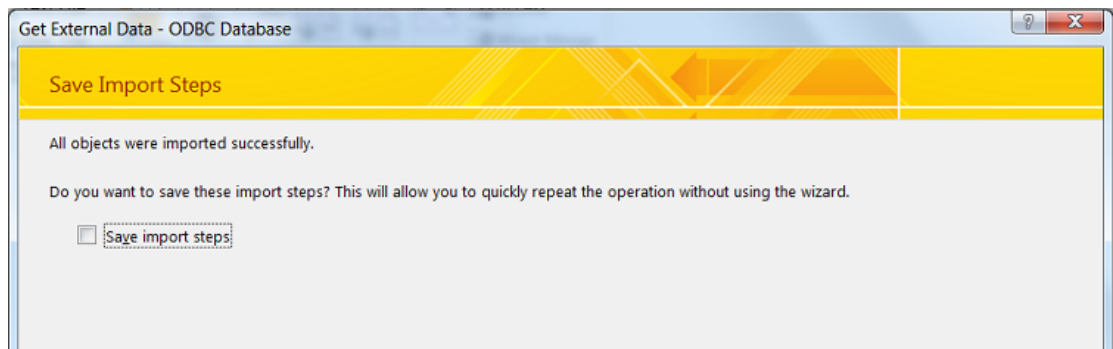 Get External Data - ODBC Database
Save Import Steps
All objects were imported successfully.
Do you want to save these import steps? This will allow you to quickly repeat the operation without using the wizard.
Save import steps